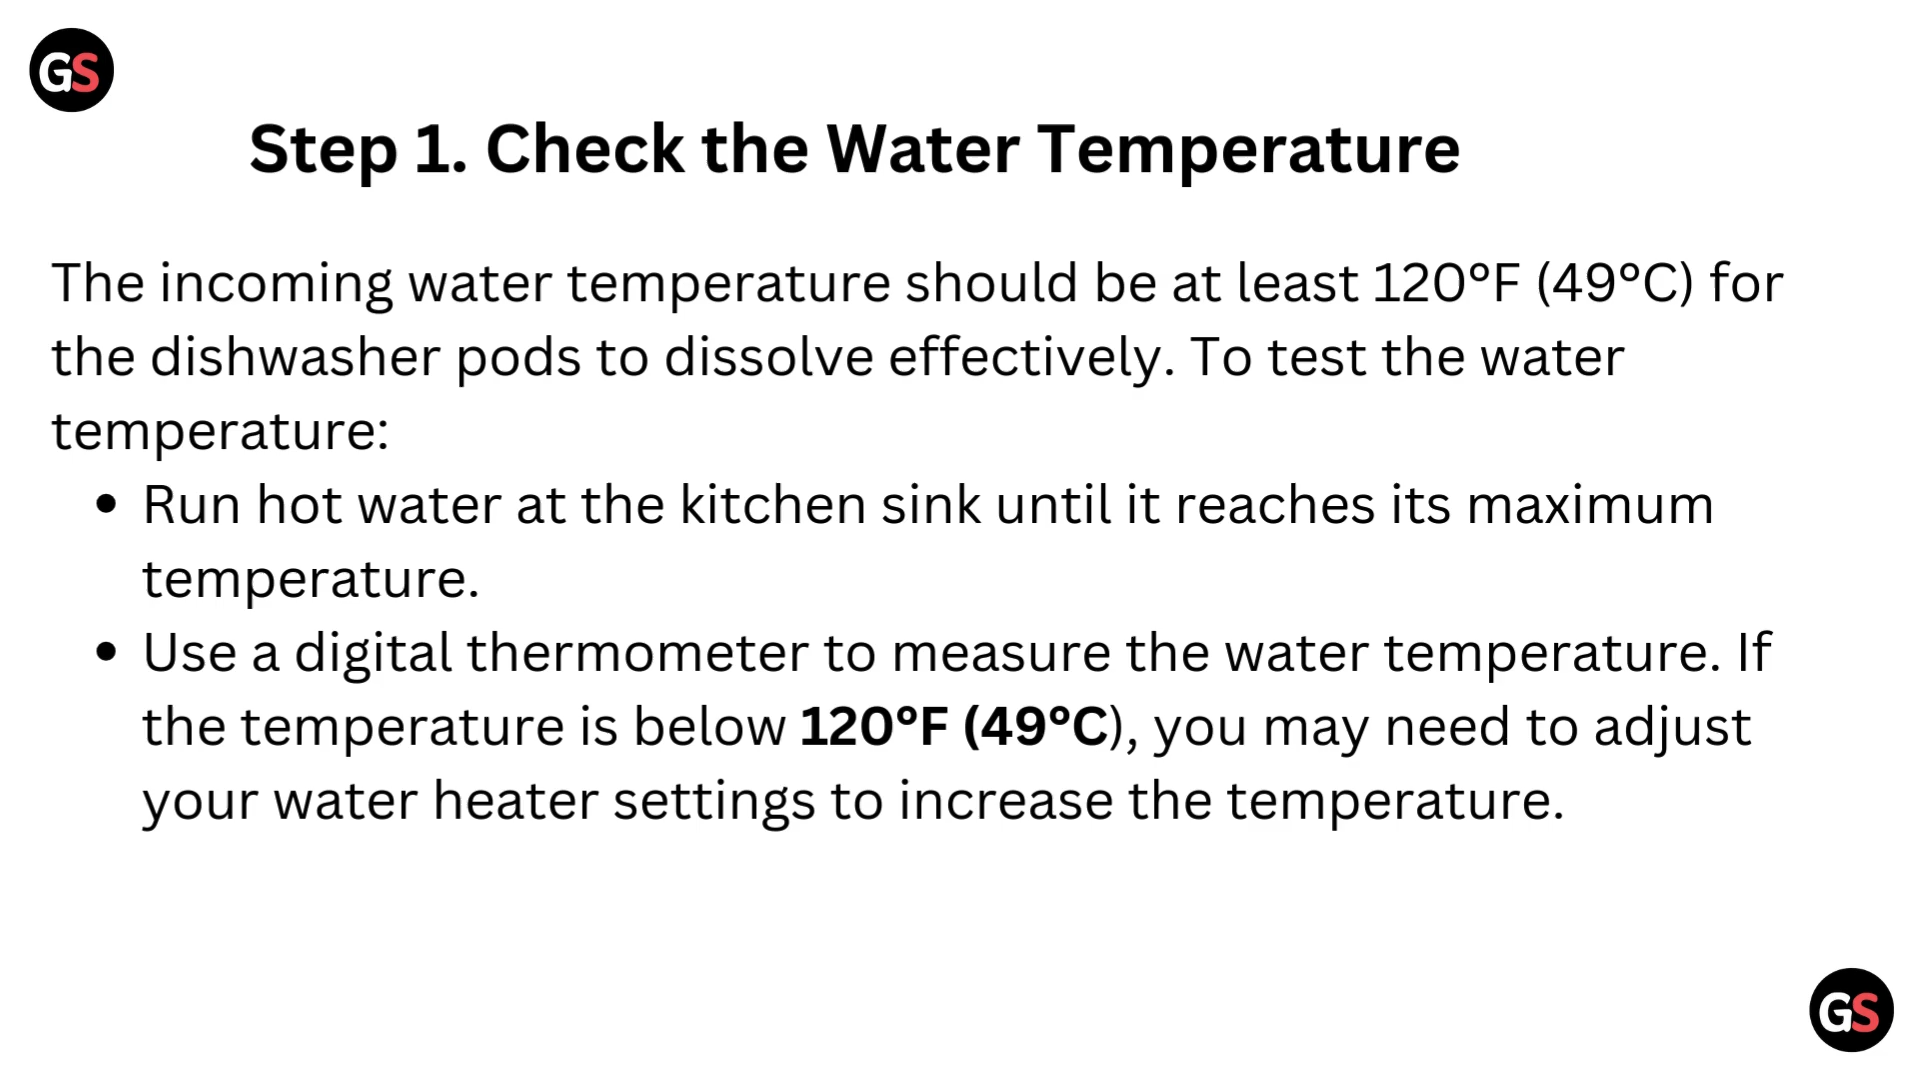 GS
Step 1. Check the Water Temperature
The incoming water temperature should be at least 120°F (49°C) for
the dishwasher pods to dissolve effectively. To test the water
temperature:
• Run hot water at the kitchen sink until it reaches its maximum
temperature.
• Use a digital thermometer to measure the water temperature. If
the temperature is below 120°F (49°C), you may need to adjust
your water heater settings to increase the temperature.
GS